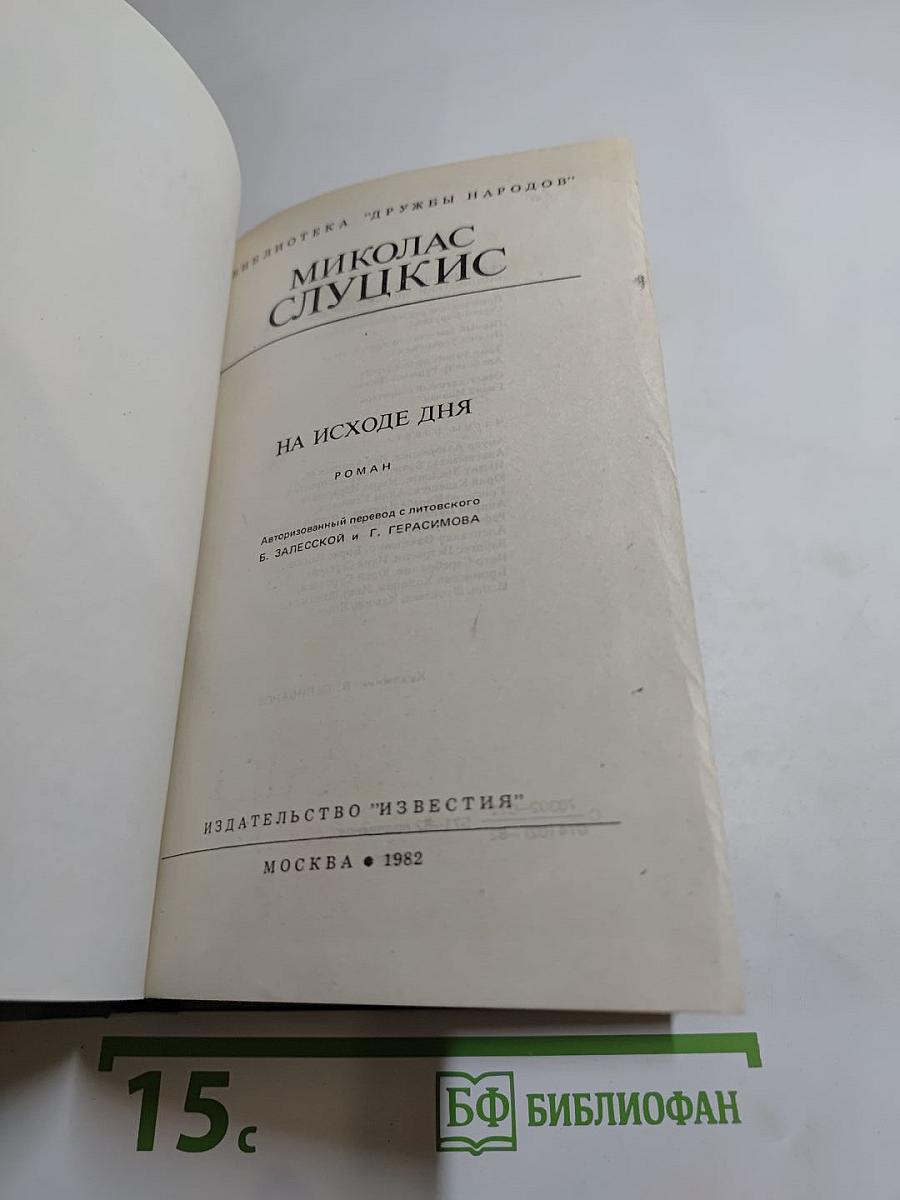 БИБЛИОТЕКА "ДРУЖБЫ НАРОДОВ"
МИКОЛАС
СЛУЦКИС
НА ИСХОДЕ ДНЯ
РОМАН
Авторизованный перевод с литовского
Б. ЗАЛЕССКОЙ и Г. ГЕРАСИМОВА
ИЗДАТЕЛЬСТВО "ИЗВЕСТИЯ"
МОСКВА ● 1982
15 с
БФ БИБЛИОФАН